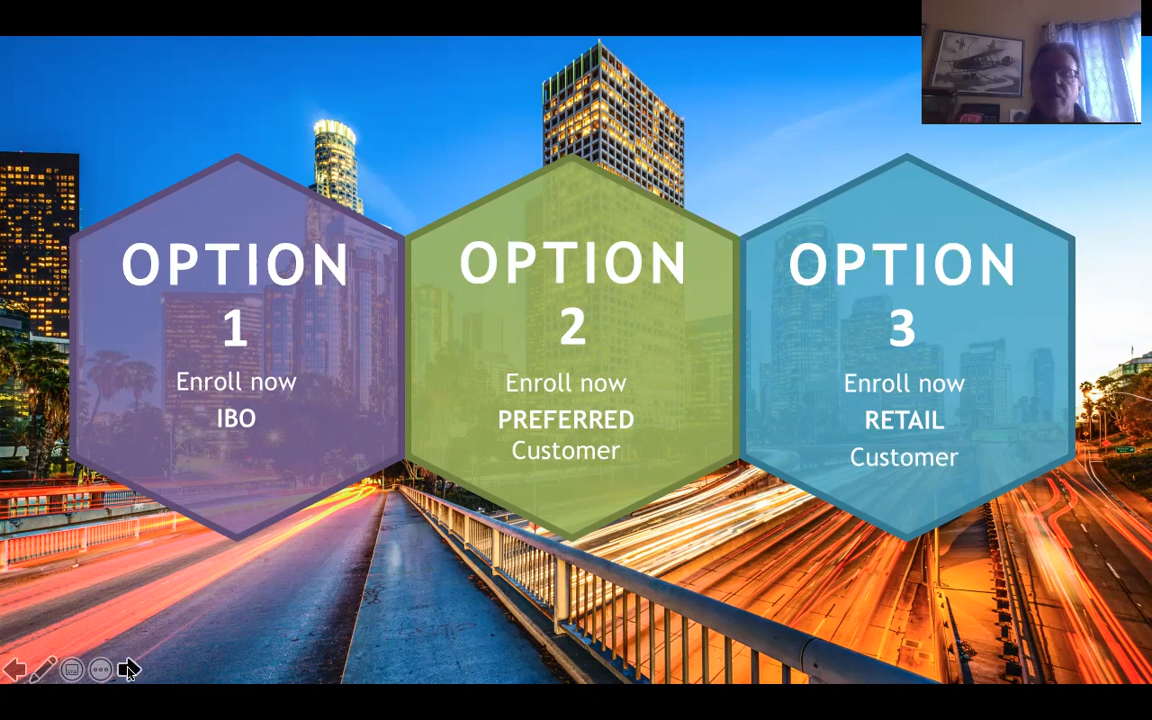 OPTION
1
Enroll now
IBO
OPTION
2
Enroll now
PREFERRED
Customer
OPTION
3
Enroll now
RETAIL
Customer